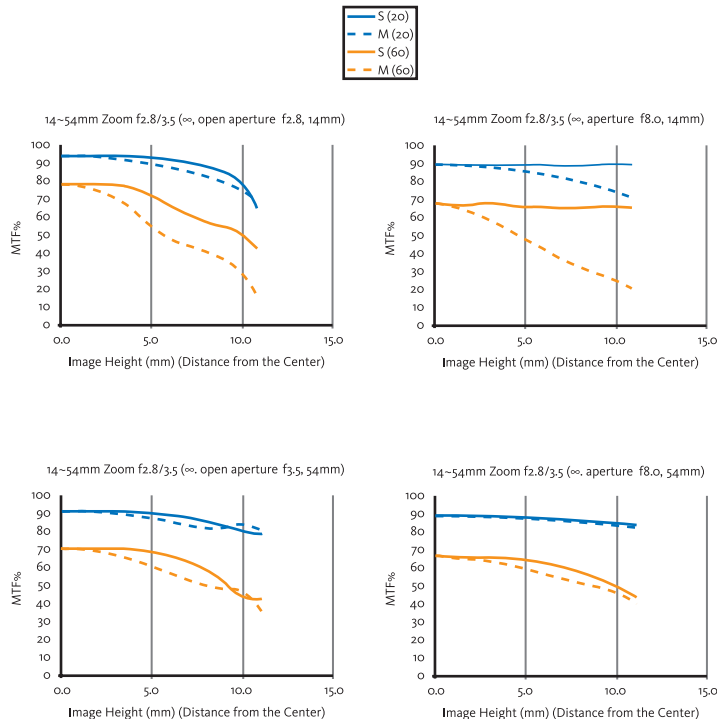 S (20)
M (20)
S (60)
M (60)
14~54mm Zoom f2.8/3.5 (∞, open aperture f2.8, 14mm)
100
90
80
70
60
50
40
30
20
10
0
MTF%
0.0 5.0 10.0 15.0
Image Height (mm) (Distance from the Center)
14~54mm Zoom f2.8/3.5 (∞, aperture f8.0, 14mm)
100
90
80
70
60
50
40
30
20
10
0
MTF%
0.0 5.0 10.0 15.0
Image Height (mm) (Distance from the Center)
14~54mm Zoom f2.8/3.5 (∞. open aperture f3.5, 54mm)
100
90
80
70
60
50
40
30
20
10
0
MTF%
0.0 5.0 10.0 15.0
Image Height (mm) (Distance from the Center)
14~54mm Zoom f2.8/3.5 (∞. aperture f8.0, 54mm)
100
90
80
70
60
50
40
30
20
10
0
MTF%
0.0 5.0 10.0 15.0
Image Height (mm) (Distance from the Center)